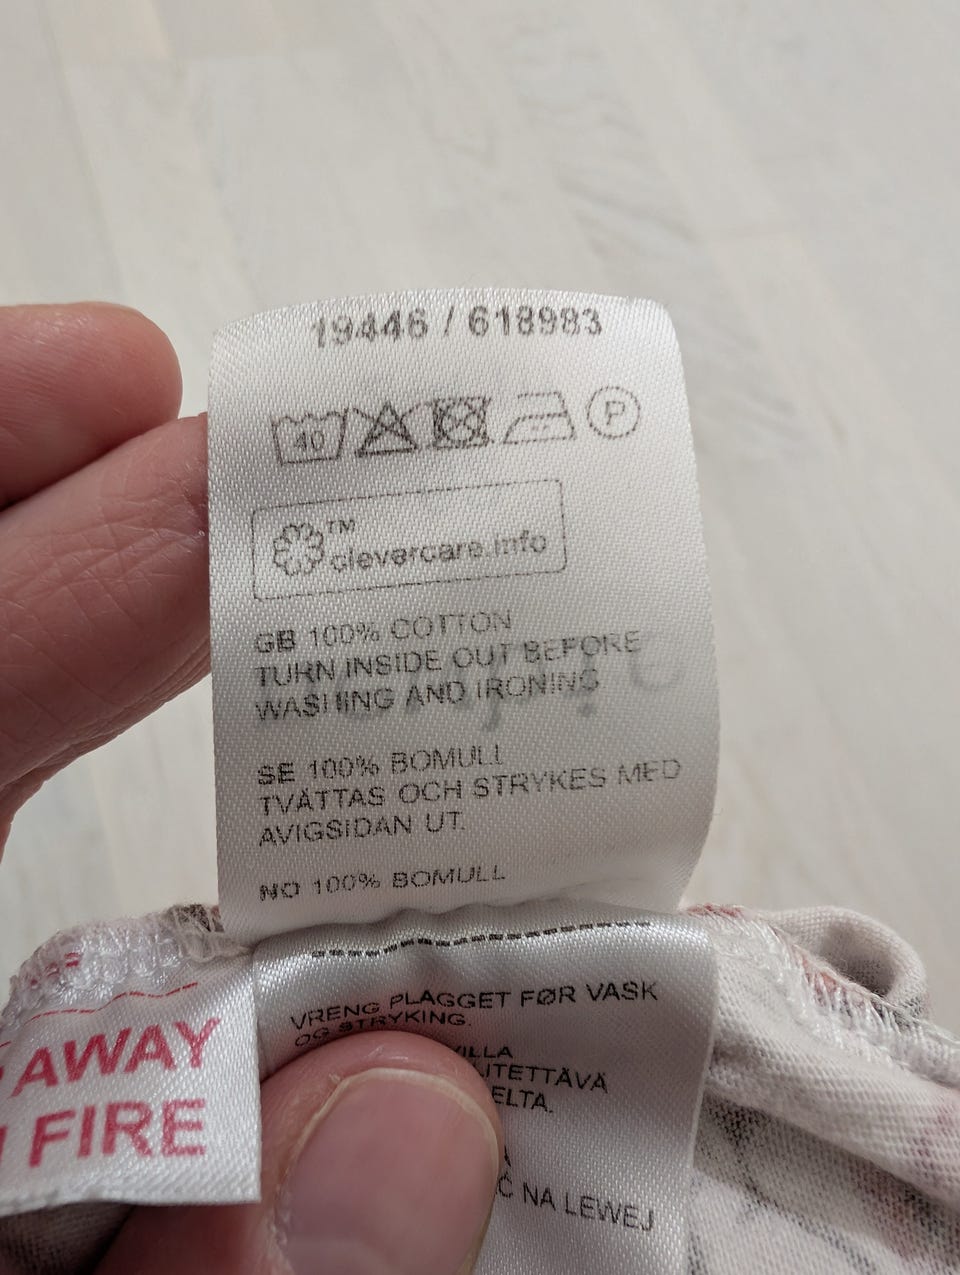 19446 / 618983
40 P
TM
clevercare.info
GB 100% COTTON
TURN INSIDE OUT BEFORE
WASHING AND IRONING
SE 100% BOMULL
TVÄTTAS OCH STRYKES MED
AVIGSIDAN UT.
NO 100% BOMULL
VRENG PLAGGET FØR VASK
OG STRYKING.
AWAY
FIRE
NA LEWEJ